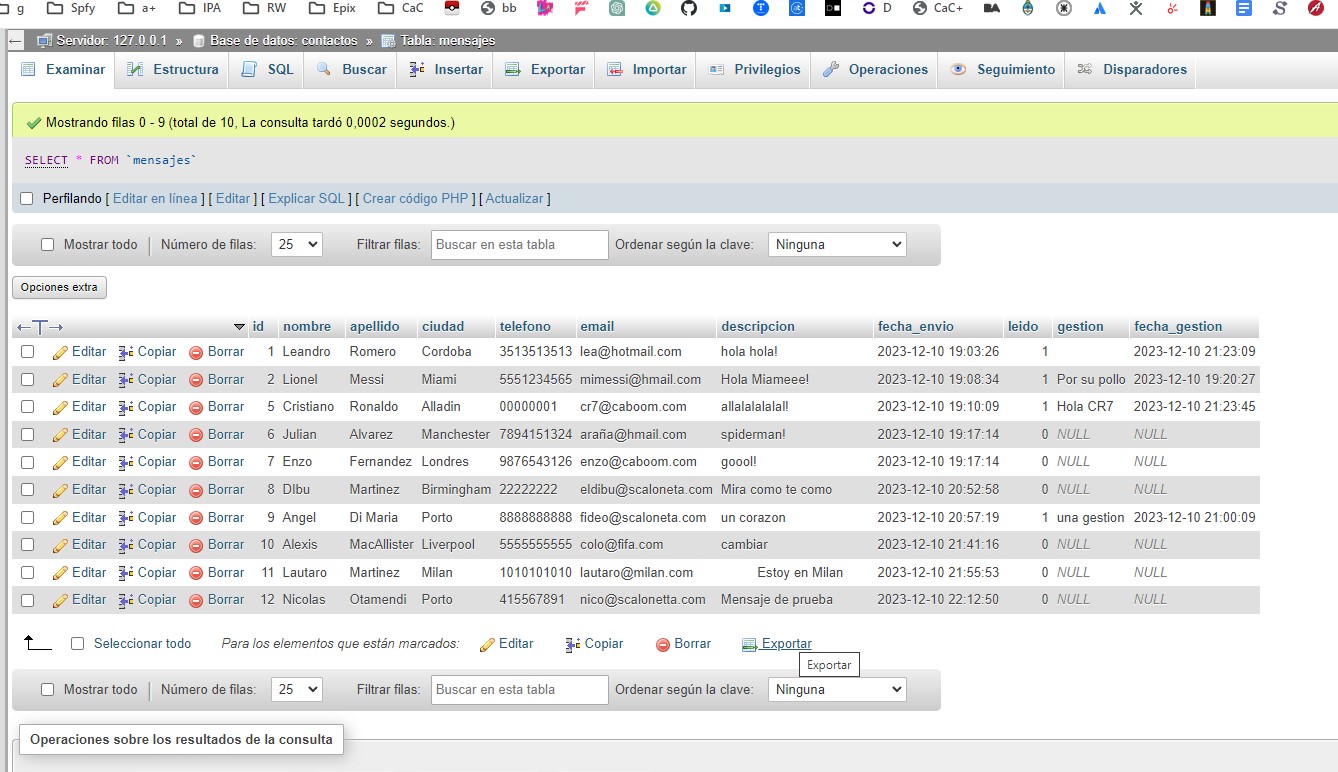 g Spfy a+ IPA RW Epix CaC bb D CaC+ BA
Servidor: 127.0.0.1 » Base de datos: contactos » Tabla: mensajes
Examinar Estructura SQL Buscar Insertar Exportar Importar Privilegios Operaciones Seguimiento Disparadores
Mostrando filas 0 - 9 (total de 10, La consulta tardó 0,0002 segundos.)
SELECT * FROM `mensajes`
Perfilando [ Editar en línea ] [ Editar ] [ Explicar SQL ] [ Crear código PHP ] [ Actualizar ]
Mostrar todo | Número de filas: 25 Filtrar filas: Buscar en esta tabla Ordenar según la clave: Ninguna
Opciones extra
id nombre apellido ciudad telefono email descripcion fecha_envio leido gestion fecha_gestion
Editar Copiar Borrar 1 Leandro Romero Cordoba 3513513513 lea@hotmail.com hola hola! 2023-12-10 19:03:26 1 2023-12-10 21:23:09
Editar Copiar Borrar 2 Lionel Messi Miami 5551234565 mimessi@hmail.com Hola Miameee! 2023-12-10 19:08:34 1 Por su pollo 2023-12-10 19:20:27
Editar Copiar Borrar 5 Cristiano Ronaldo Alladin 00000001 cr7@caboom.com allalalalalal! 2023-12-10 19:10:09 1 Hola CR7 2023-12-10 21:23:45
Editar Copiar Borrar 6 Julian Alvarez Manchester 7894151324 araña@hmail.com spiderman! 2023-12-10 19:17:14 0 NULL NULL
Editar Copiar Borrar 7 Enzo Fernandez Londres 9876543126 enzo@caboom.com goool! 2023-12-10 19:17:14 0 NULL NULL
Editar Copiar Borrar 8 DIbu Martinez Birmingham 22222222 eldibu@scaloneta.com Mira como te como 2023-12-10 20:52:58 0 NULL NULL
Editar Copiar Borrar 9 Angel Di Maria Porto 8888888888 fideo@scaloneta.com un corazon 2023-12-10 20:57:19 1 una gestion 2023-12-10 21:00:09
Editar Copiar Borrar 10 Alexis MacAllister Liverpool 5555555555 colo@fifa.com cambiar 2023-12-10 21:41:16 0 NULL NULL
Editar Copiar Borrar 11 Lautaro Martinez Milan 1010101010 lautaro@milan.com Estoy en Milan 2023-12-10 21:55:53 0 NULL NULL
Editar Copiar Borrar 12 Nicolas Otamendi Porto 415567891 nico@scalonetta.com Mensaje de prueba 2023-12-10 22:12:50 0 NULL NULL
Seleccionar todo Para los elementos que están marcados: Editar Copiar Borrar Exportar
Exportar
Mostrar todo | Número de filas: 25 Filtrar filas: Buscar en esta tabla Ordenar según la clave: Ninguna
Operaciones sobre los resultados de la consulta